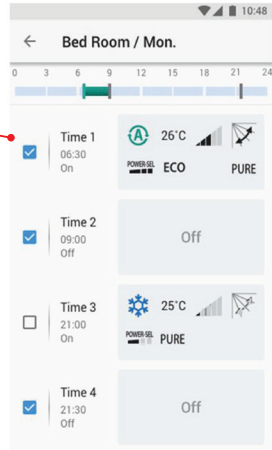 10:48
Bed Room / Mon.
0 3 6 9 12 15 18 21 24
Time 1
06:30
On
A 26°C
POWER-SEL ECO PURE
Time 2
09:00
Off
Off
Time 3
21:00
On
25°C
POWER-SEL PURE
Time 4
21:30
Off
Off